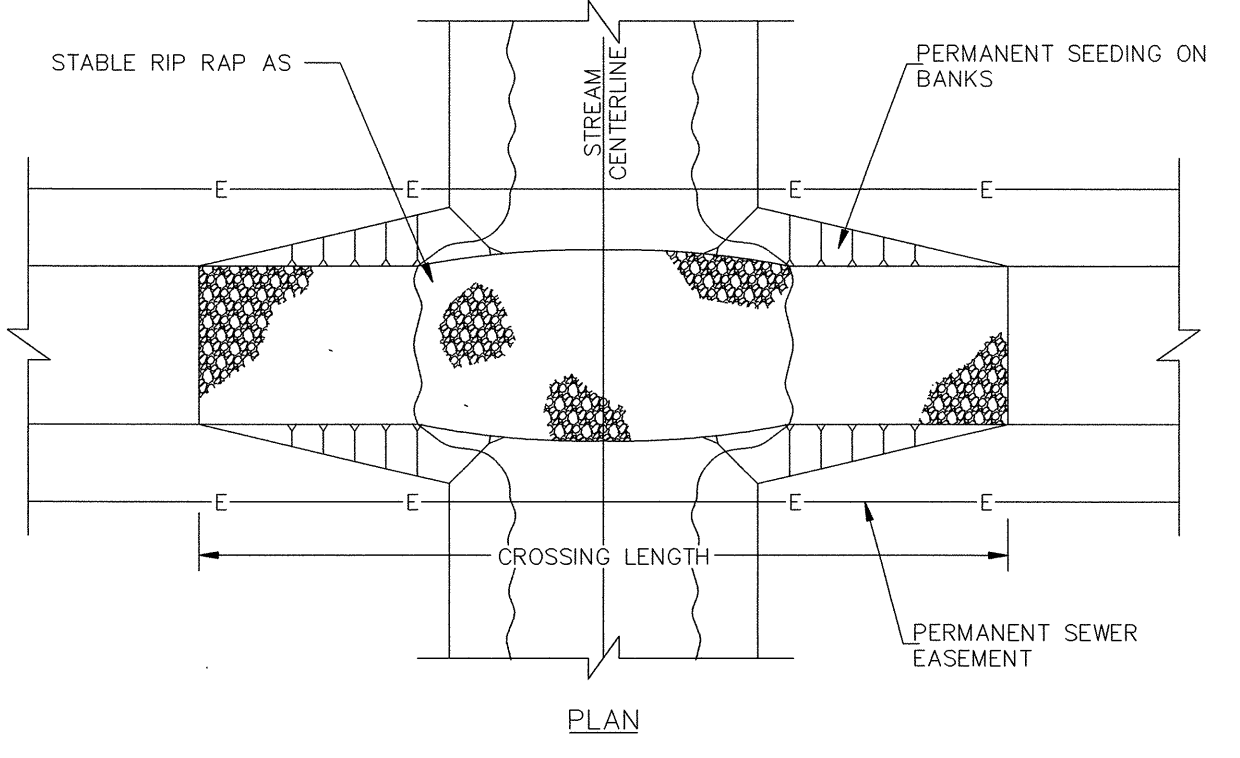 STABLE RIP RAP AS
STREAM
CENTERLINE
PERMANENT SEEDING ON
BANKS
E E E E
E E E E
CROSSING LENGTH
PERMANENT SEWER
EASEMENT
PLAN